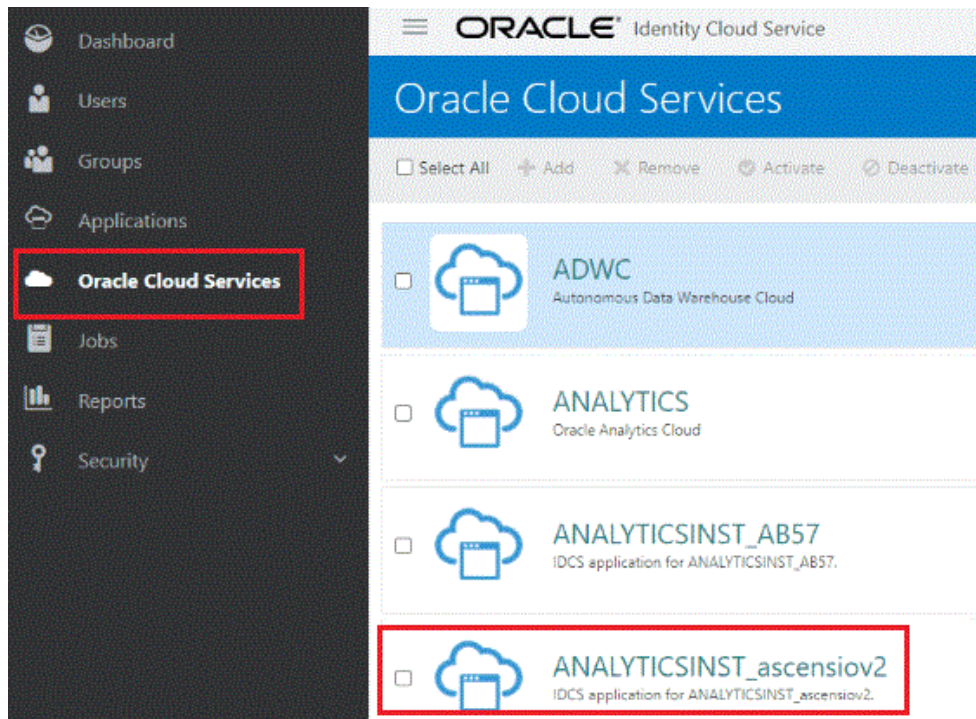 Dashboard
Users
Groups
Applications
Oracle Cloud Services
Jobs
Reports
Security
ORACLE® Identity Cloud Service
Oracle Cloud Services
Select All Add Remove Activate Deactivate
ADWC
Autonomous Data Warehouse Cloud
ANALYTICS
Oracle Analytics Cloud
ANALYTICSINST_AB57
IDCS application for ANALYTICSINST_AB57.
ANALYTICSINST_ascensiov2
IDCS application for ANALYTICSINST_ascensiov2.